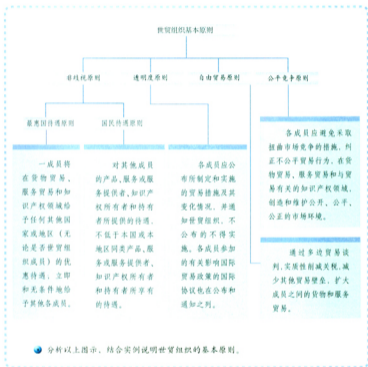 世贸组织基本原则
非歧视原则
透明度原则
自由贸易原则
公平竞争原则
最惠国待遇原则
国民待遇原则
一成员将
在货物贸易、
服务贸易和知
识产权领域给
予任何其他国
家或地区（无
论是否世贸组
织成员）的优
惠待遇，立即
和无条件地给
予其他各成员。
对其他成员
的产品、服务或服
务提供者、知识产
权所有者和持有
者所提供的待遇，
不低于本国或本
地区同类产品、服
务或服务提供者、
知识产权所有者
和持有者所享有
的待遇。
各成员应公
布所制定和实施
的贸易措施及其
变化情况，并通
知世贸组织，不
公布的不得实
施。各成员参加
的有关影响国际
贸易政策的国际
协议也在公布和
通知之列。
各成员应避免采取
扭曲市场竞争的措施，纠
正不公平贸易行为，在货
物贸易、服务贸易和与贸
易有关的知识产权领域，
创造和维护公开、公平、
公正的市场环境。
通过多边贸易谈
判，实质性削减关税，减
少其他贸易壁垒，扩大
成员之间的货物和服务
贸易。
分析以上图示，结合实例说明世贸组织的基本原则。